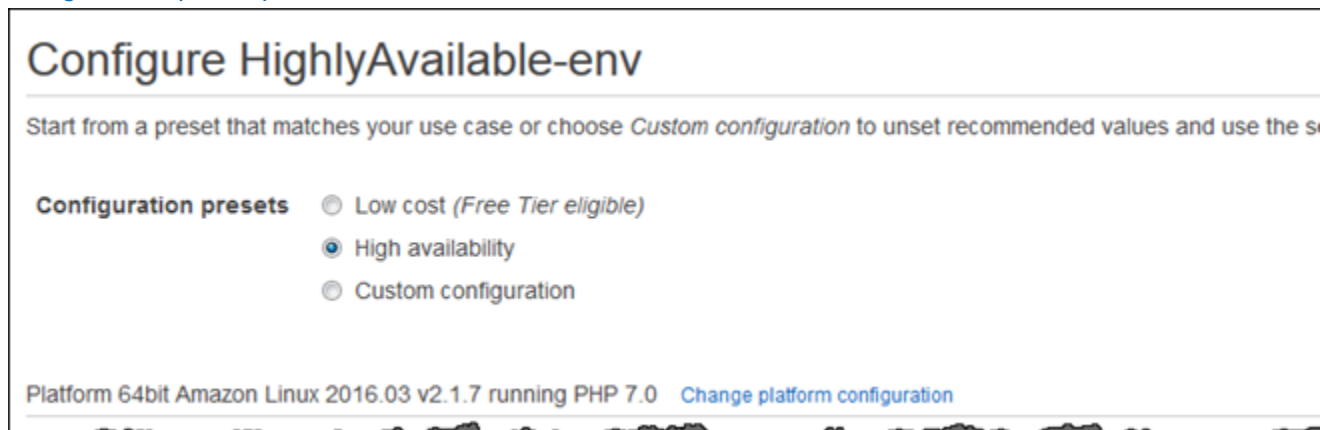 Configure HighlyAvailable-env
Start from a preset that matches your use case or choose Custom configuration to unset recommended values and use the
Configuration presets
Low cost (Free Tier eligible)
High availability
Custom configuration
Platform 64bit Amazon Linux 2016.03 v2.1.7 running PHP 7.0 Change platform configuration